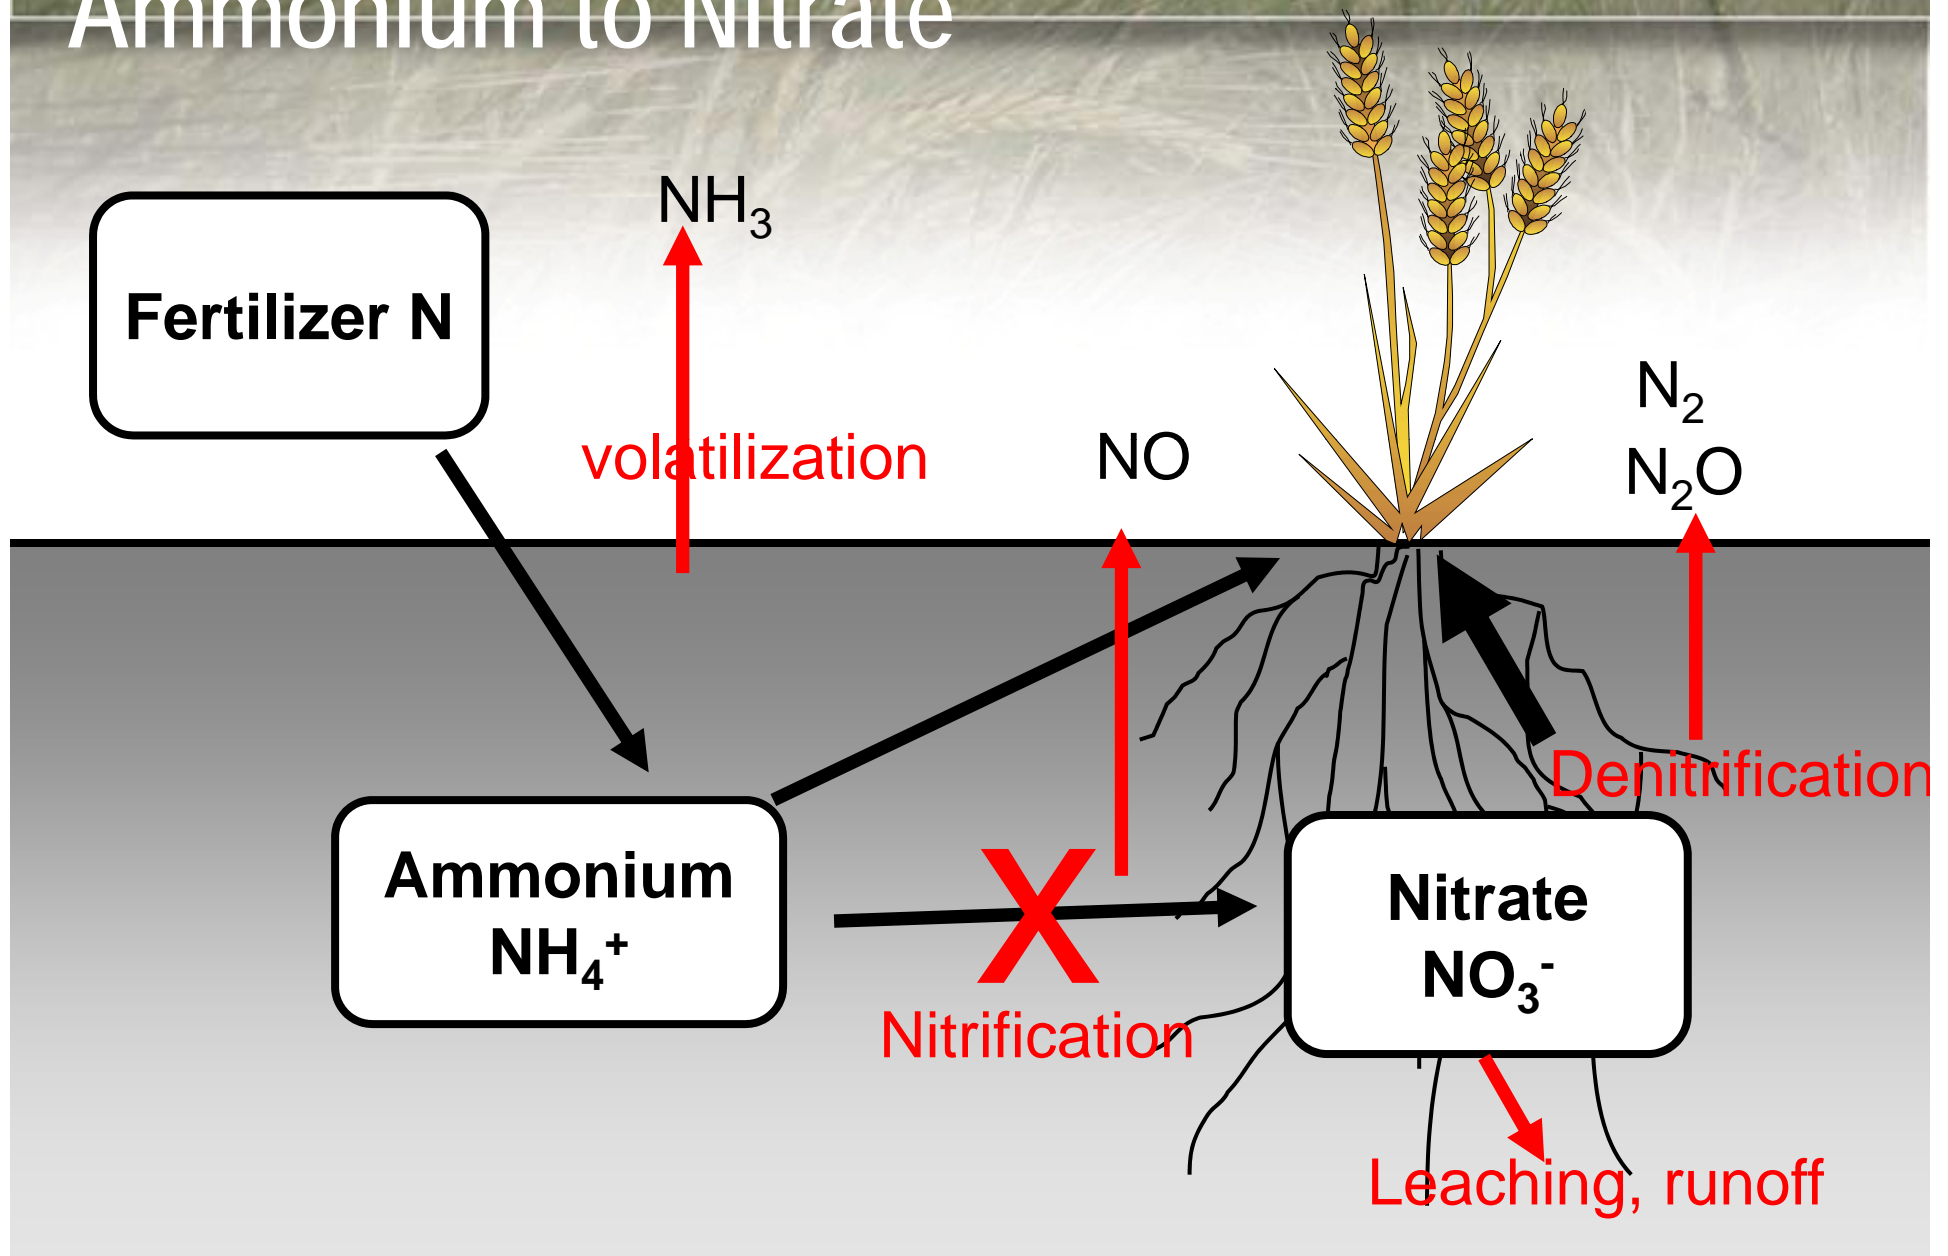 Ammonium to Nitrate
NH₃
Fertilizer N
volatilization
NO
N₂
N₂O
Denitrification
Ammonium
NH₄⁺
X
Nitrification
Nitrate
NO₃⁻
Leaching, runoff